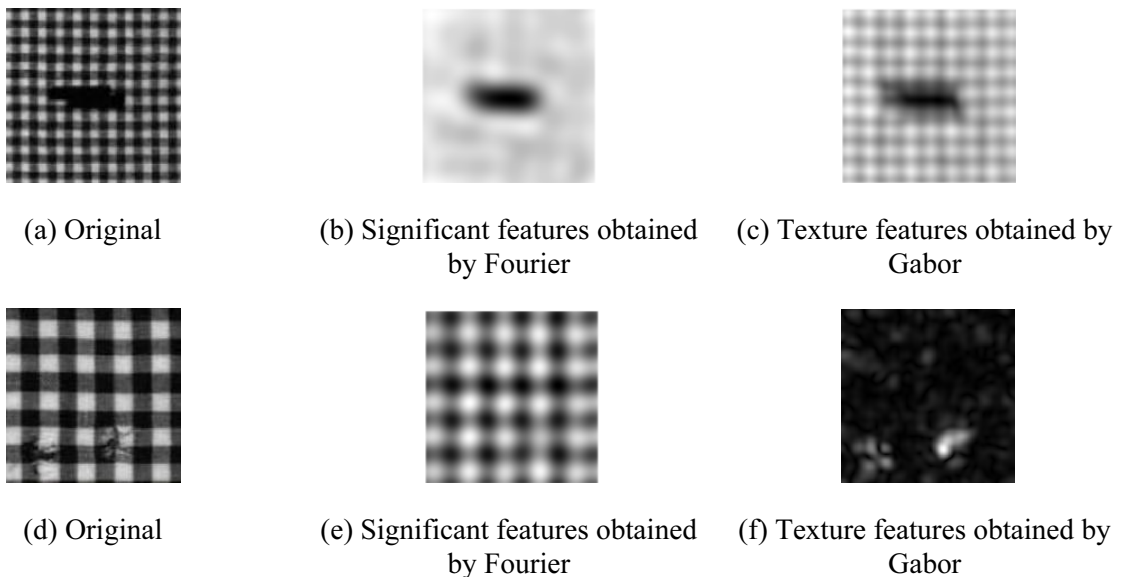 (a) Original
(b) Significant features obtained
by Fourier
(c) Texture features obtained by
Gabor
(d) Original
(e) Significant features obtained
by Fourier
(f) Texture features obtained by
Gabor